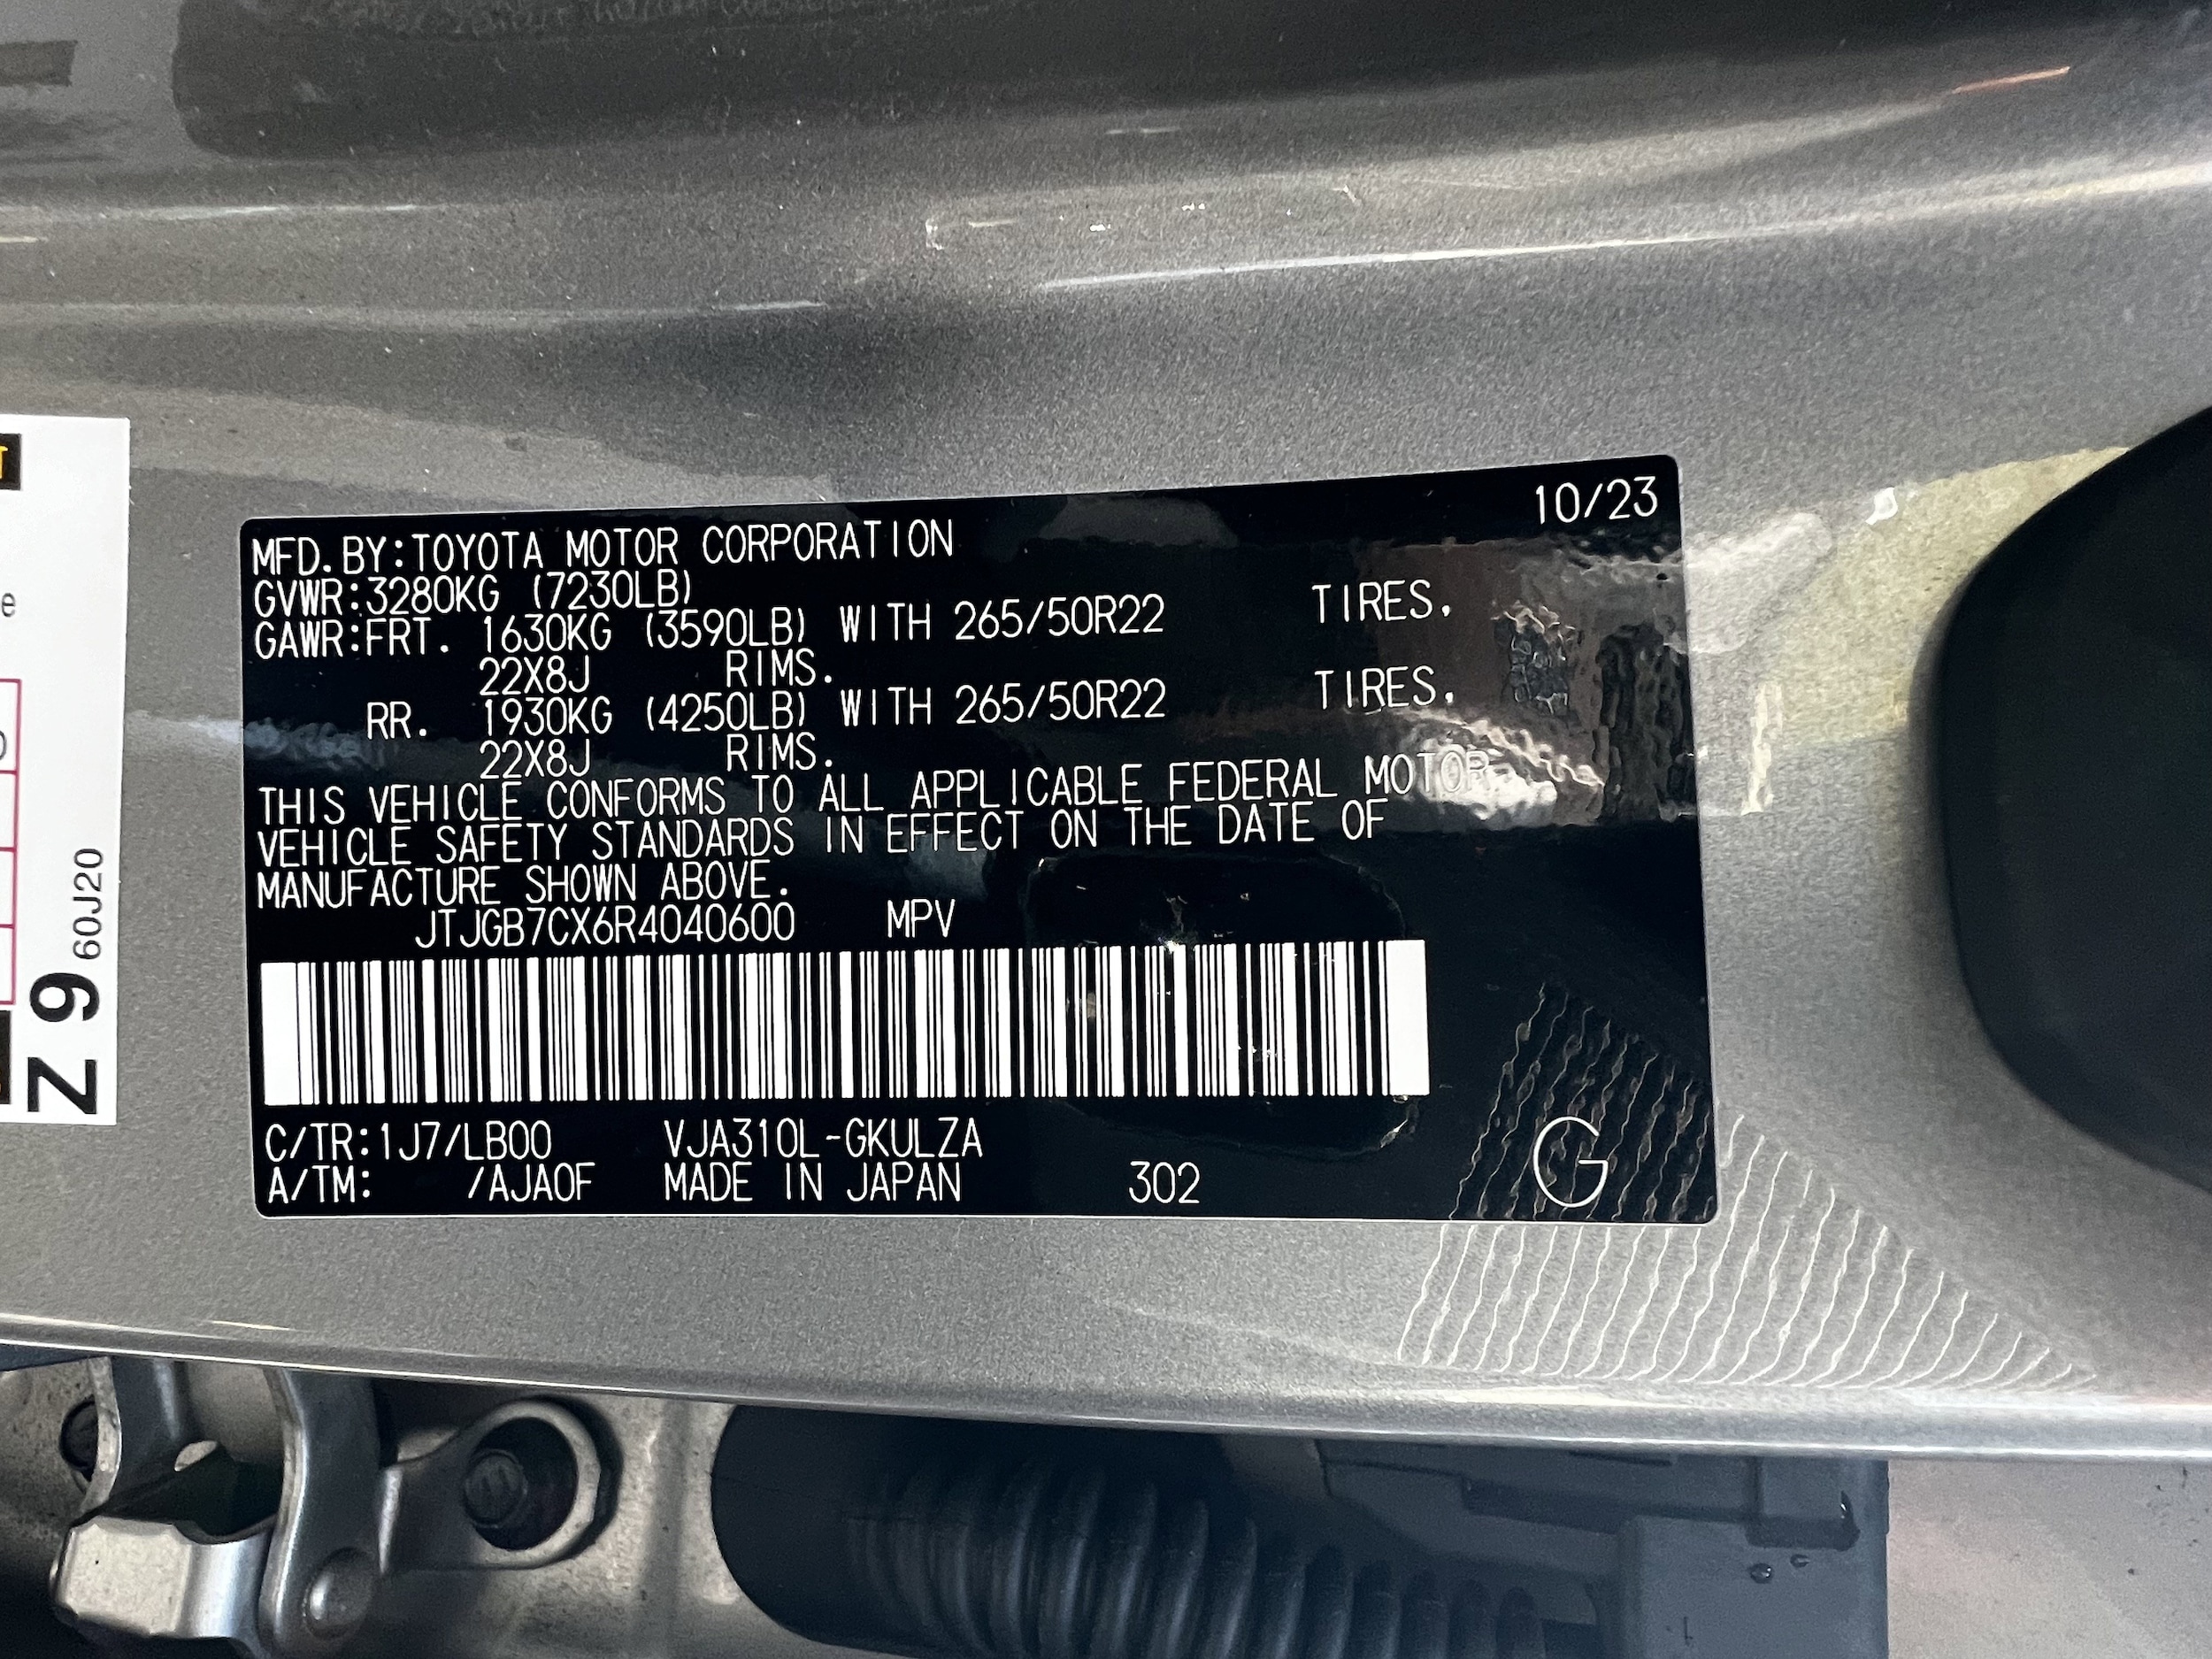 10/23
MFD.BY:TOYOTA MOTOR CORPORATION
GVWR:3280KG (7230LB)
GAWR:FRT. 1630KG (3590LB) WITH 265/50R22 TIRES.
22X8J RIMS.
RR. 1930KG (4250LB) WITH 265/50R22 TIRES.
22X8J RIMS.
THIS VEHICLE CONFORMS TO ALL APPLICABLE FEDERAL MOTOR
VEHICLE SAFETY STANDARDS IN EFFECT ON THE DATE OF
MANUFACTURE SHOWN ABOVE.
JTJGB7CX6R4040600 MPV
C/TR:1J7/LB00 VJA310L-GKULZA
A/TM: /AJA0F MADE IN JAPAN 302
G
Z 9 60J20